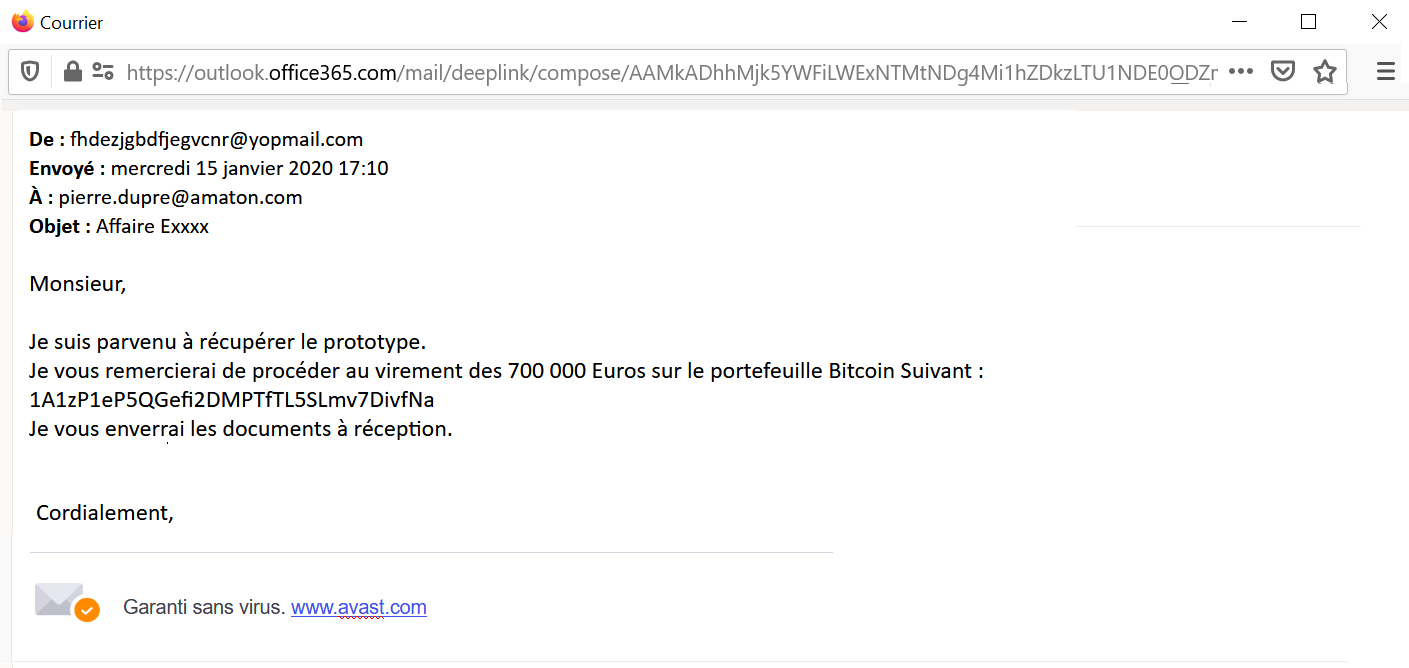 Courrier
https://outlook.office365.com/mail/deeplink/compose/AAMkADhhMjk5YWFiLWExNTMtNDg4Mi1hZDkzLTU1NDE0ODZr
De : fhdezjgbdfjegvcnr@yopmail.com
Envoyé : mercredi 15 janvier 2020 17:10
À : pierre.dupre@amaton.com
Objet : Affaire Exxxx
Monsieur,
Je suis parvenu à récupérer le prototype.
Je vous remercierai de procéder au virement des 700 000 Euros sur le portefeuille Bitcoin Suivant :
1A1zP1eP5QGefi2DMPTfTL5SLmv7DivfNa
Je vous enverrai les documents à réception.
Cordialement,
Garanti sans virus. www.avast.com